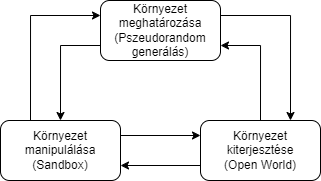 Környezet
meghatározása
(Pszeudorandom
generálás)
Környezet
manipulálása
(Sandbox)
Környezet
kiterjesztése
(Open World)